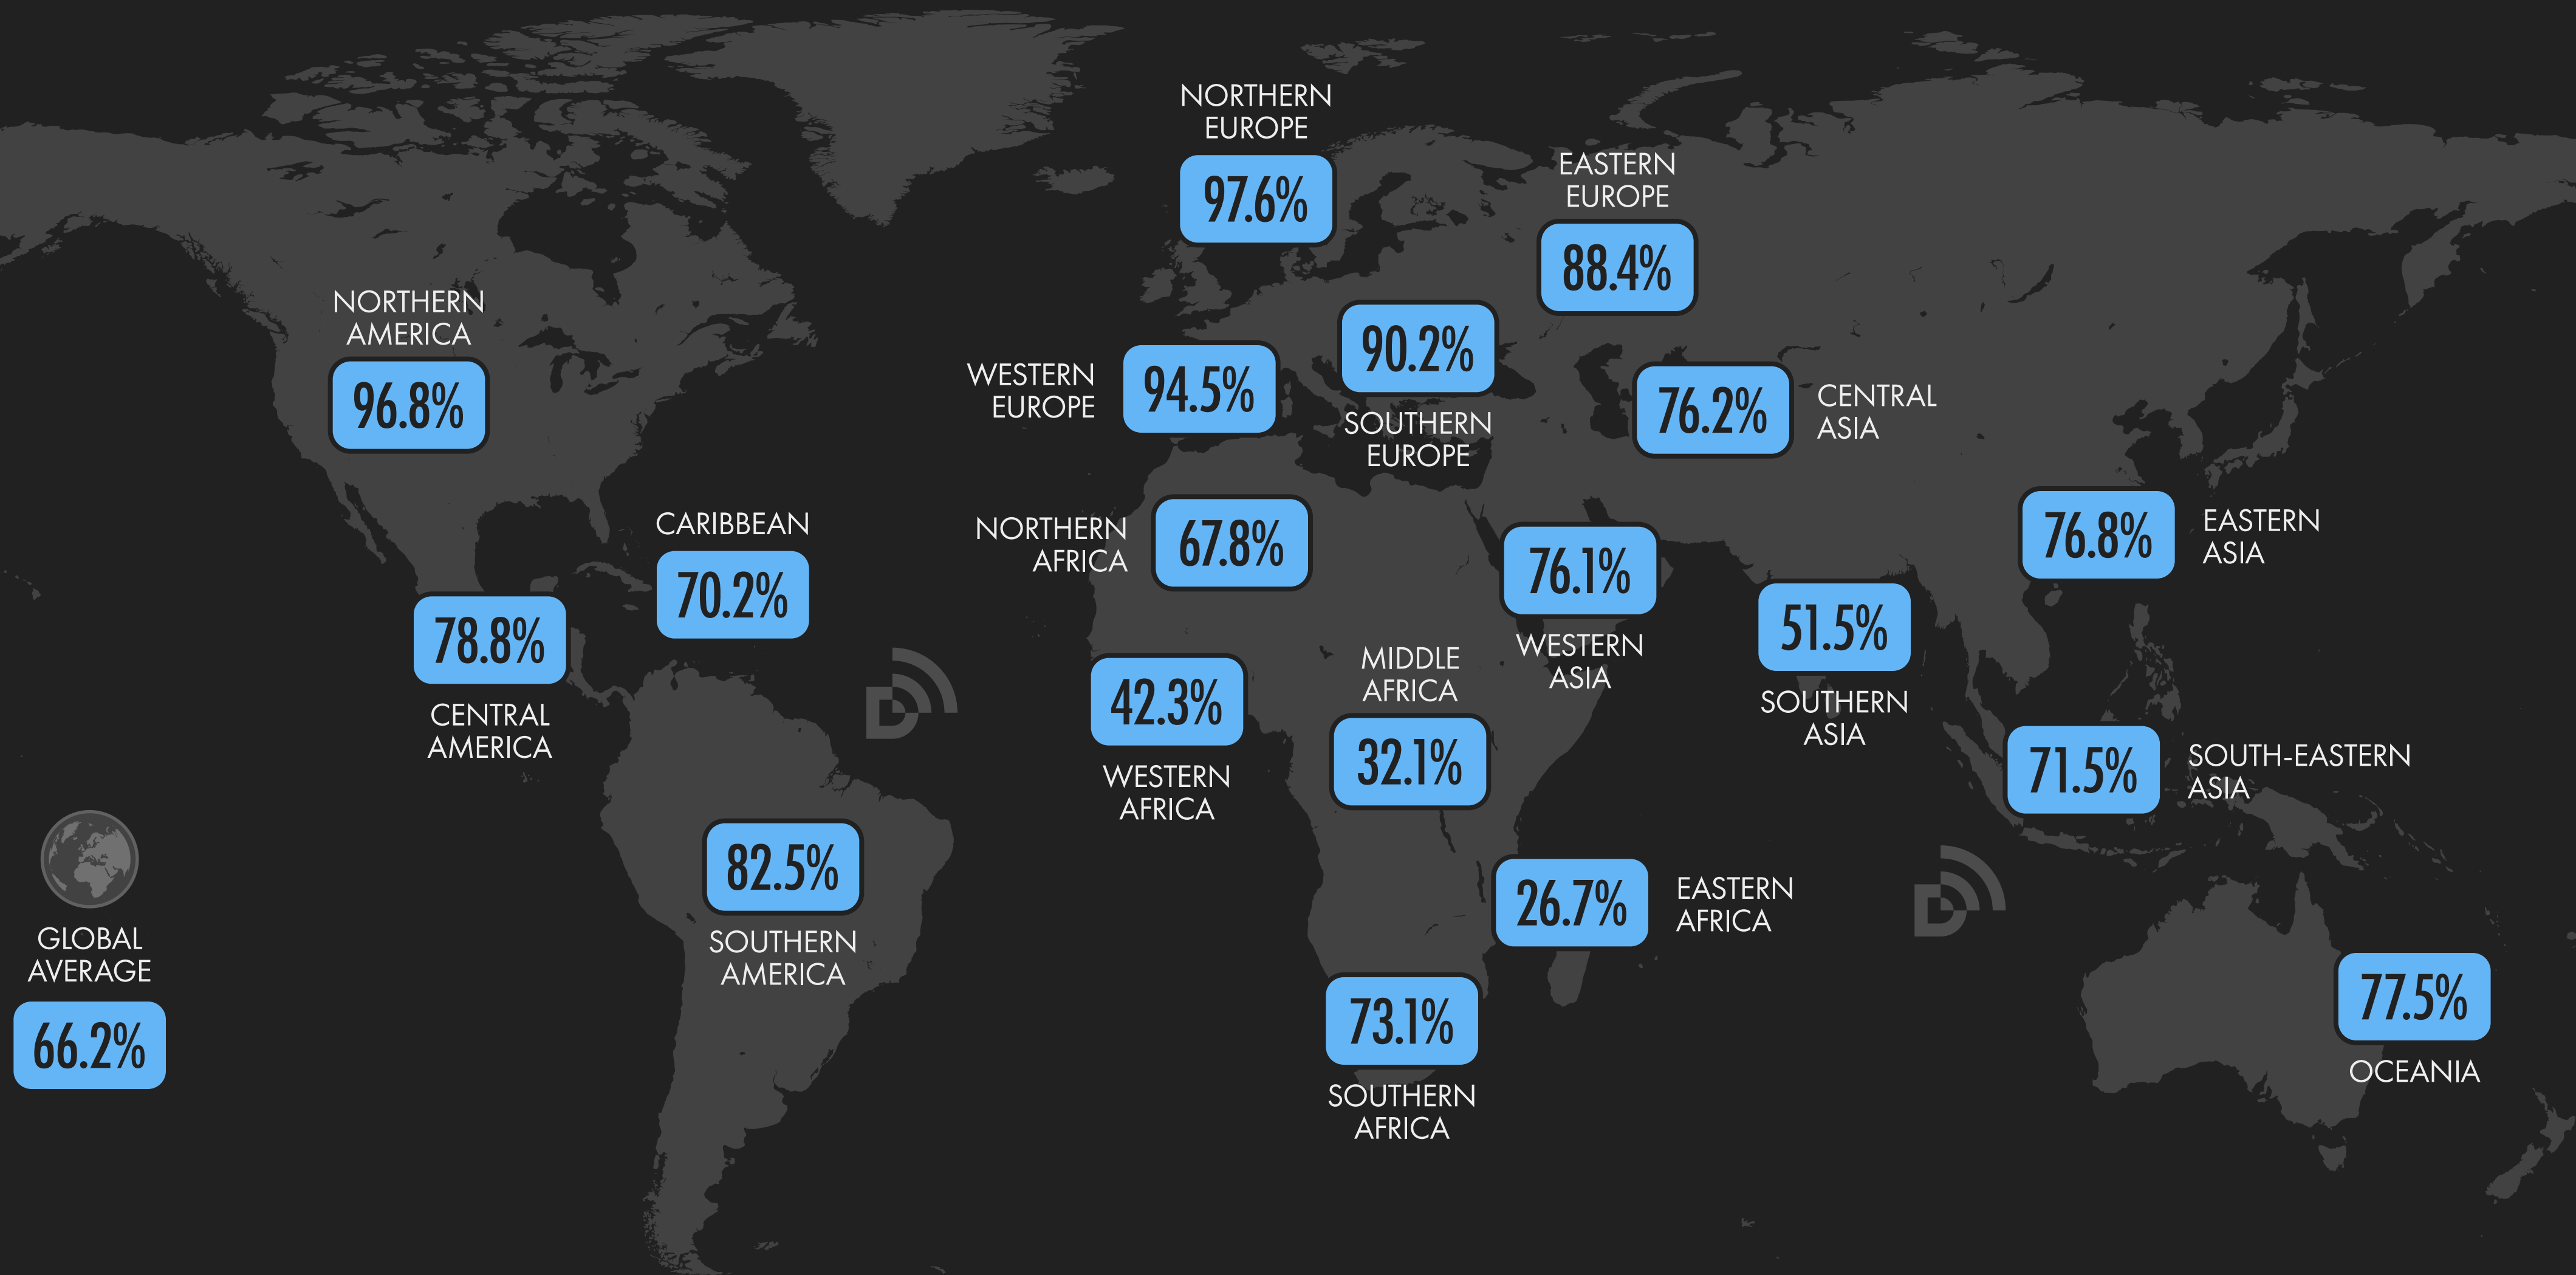 NORTHERN
EUROPE
97.6%
EASTERN
EUROPE
88.4%
NORTHERN
AMERICA
96.8%
WESTERN
EUROPE
94.5%
90.2%
SOUTHERN
EUROPE
76.2%
CENTRAL
ASIA
CARIBBEAN
70.2%
NORTHERN
AFRICA
67.8%
76.1%
WESTERN
ASIA
76.8%
EASTERN
ASIA
78.8%
CENTRAL
AMERICA
42.3%
WESTERN
AFRICA
MIDDLE
AFRICA
32.1%
51.5%
SOUTHERN
ASIA
71.5%
SOUTH-EASTERN
ASIA
82.5%
SOUTHERN
AMERICA
26.7%
EASTERN
AFRICA
GLOBAL
AVERAGE
66.2%
73.1%
SOUTHERN
AFRICA
77.5%
OCEANIA